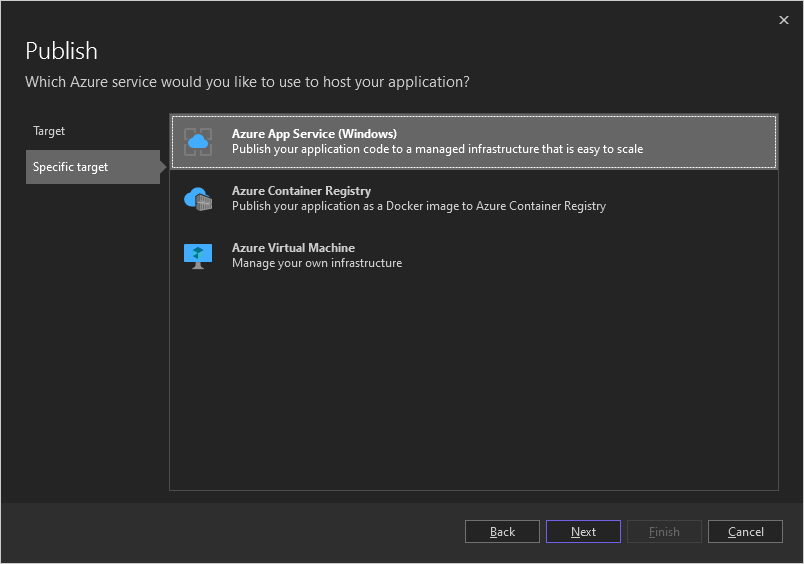 Publish
Which Azure service would you like to use to host your application?
Target
Specific target
Azure App Service (Windows)
Publish your application code to a managed infrastructure that is easy to scale
Azure Container Registry
Publish your application as a Docker image to Azure Container Registry
Azure Virtual Machine
Manage your own infrastructure
Back
Next
Finish
Cancel